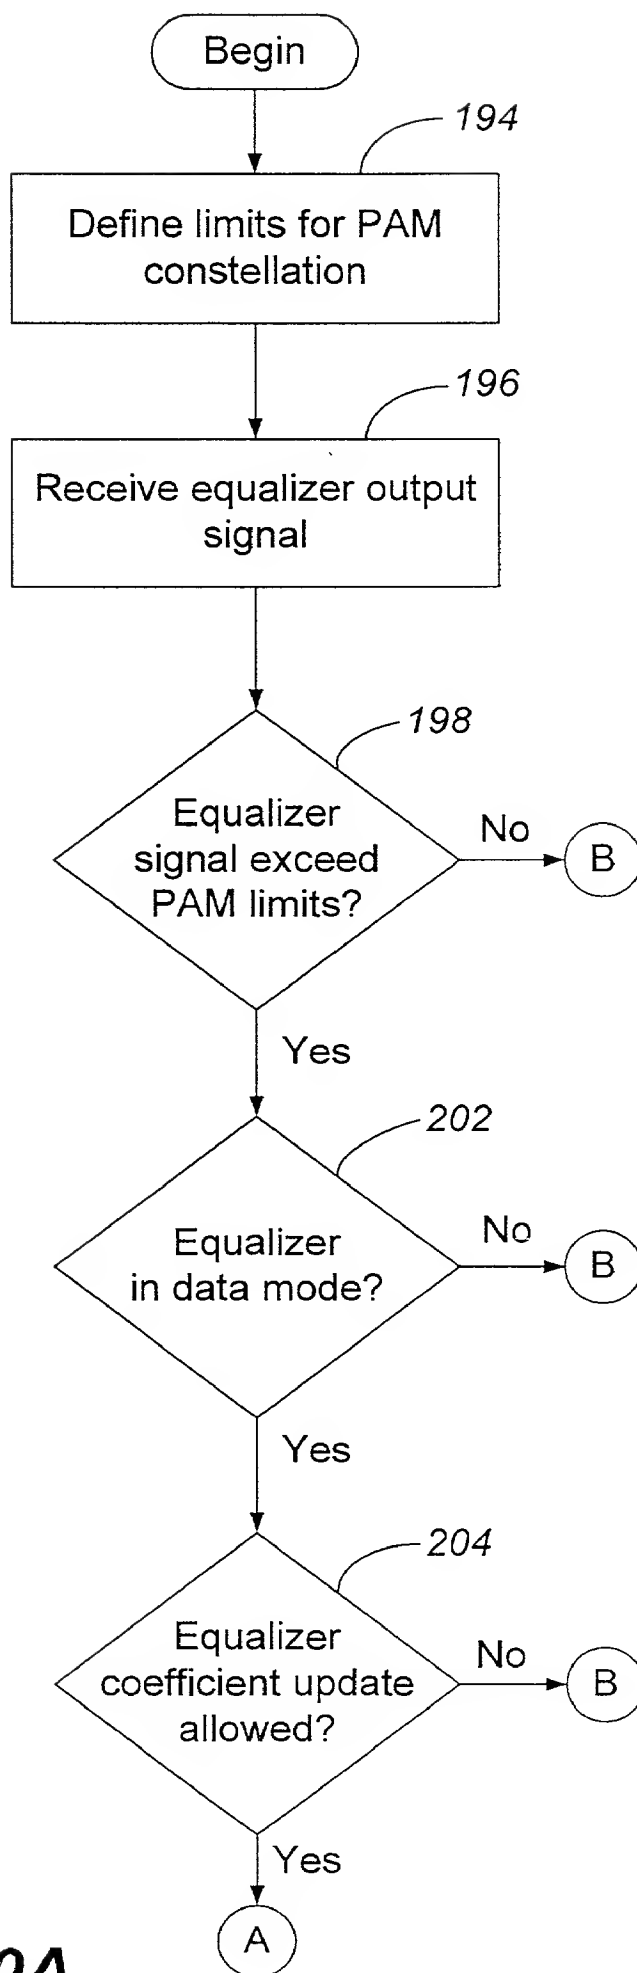 Begin
194
Define limits for PAM
constellation
196
Receive equalizer output
signal
198
Equalizer
signal exceed
PAM limits?
No
B
Yes
202
Equalizer
in data mode?
No
B
Yes
204
Equalizer
coefficient update
allowed?
No
B
Yes
A